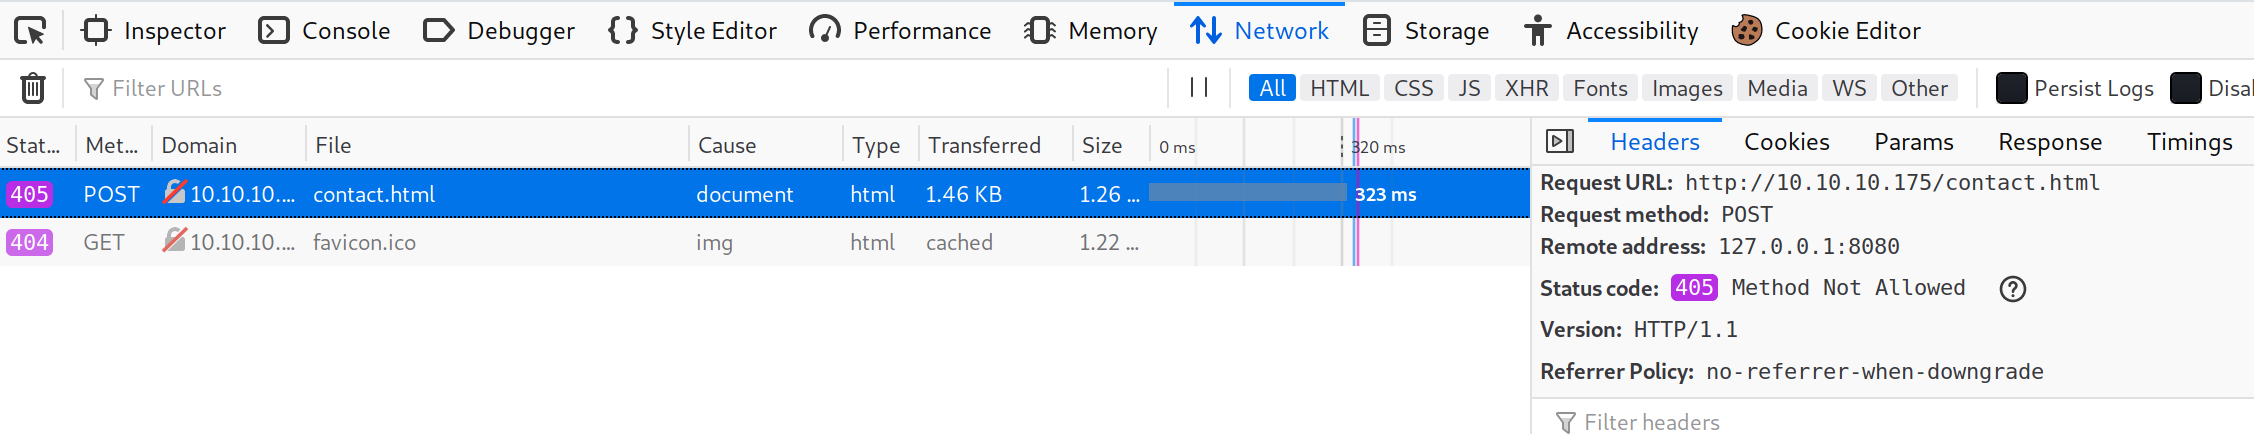 Inspector Console Debugger Style Editor Performance Memory Network Storage Accessibility Cookie Editor
Filter URLs All HTML CSS JS XHR Fonts Images Media WS Other Persist Logs Disal
Stat... Met... Domain File Cause Type Transferred Size 0 ms 320 ms
405 POST 10.10.10.... contact.html document html 1.46 KB 1.26 ... 323 ms
404 GET 10.10.10.... favicon.ico img html cached 1.22 ...
Headers Cookies Params Response Timings
Request URL: http://10.10.10.175/contact.html
Request method: POST
Remote address: 127.0.0.1:8080
Status code: 405 Method Not Allowed ?
Version: HTTP/1.1
Referrer Policy: no-referrer-when-downgrade
Filter headers